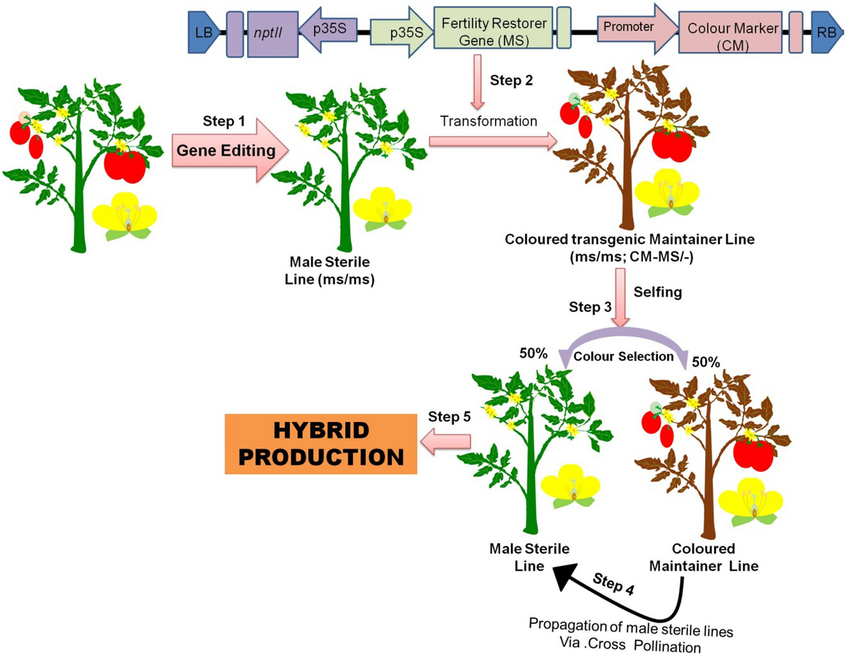 LB
nptII
p35S
p35S
Fertility Restorer
Gene (MS)
Promoter
Colour Marker
(CM)
RB
Step 1
Gene Editing
Step 2
Transformation
Male Sterile
Line (ms/ms)
Coloured transgenic Maintainer Line
(ms/ms; CM-MS/-)
Selfing
Step 3
50%
Colour Selection
50%
HYBRID
PRODUCTION
Step 5
Male Sterile
Line
Coloured
Maintainer Line
Step 4
Propagation of male sterile lines
Via .Cross Pollination